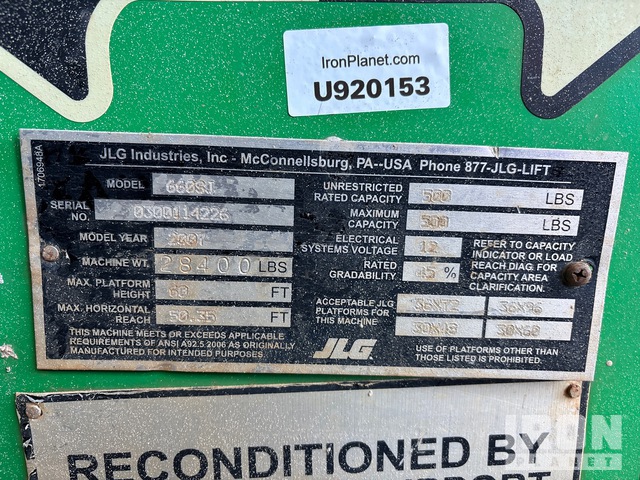 IronPlanet.com
U920153
1706948A
JLG Industries, Inc - McConnellsburg, PA--USA Phone 877-JLG-LIFT
MODEL 660SJ
SERIAL NO. 0300114226
MODEL YEAR
MACHINE WT. 28400 LBS
MAX. PLATFORM HEIGHT FT
MAX. HORIZONTAL REACH 50.35 FT
THIS MACHINE MEETS OR EXCEEDS APPLICABLE
REQUIREMENTS OF ANSI A92.5 2006 AS ORIGINALLY
MANUFACTURED FOR INTENDED PURPOSES.
UNRESTRICTED
RATED CAPACITY 500 LBS
MAXIMUM
CAPACITY 500 LBS
ELECTRICAL
SYSTEMS VOLTAGE 12
RATED
GRADABILITY 45 %
REFER TO CAPACITY
INDICATOR OR LOAD
REACH DIAG. FOR
CAPACITY AREA
CLARIFICATION.
ACCEPTABLE JLG
PLATFORMS FOR
THIS MACHINE
36X72 36X96
30X48 30X60
JLG
USE OF PLATFORMS OTHER THAN
THOSE LISTED IS PROHIBITED.
RECONDITIONED BY
IRON
PLANET